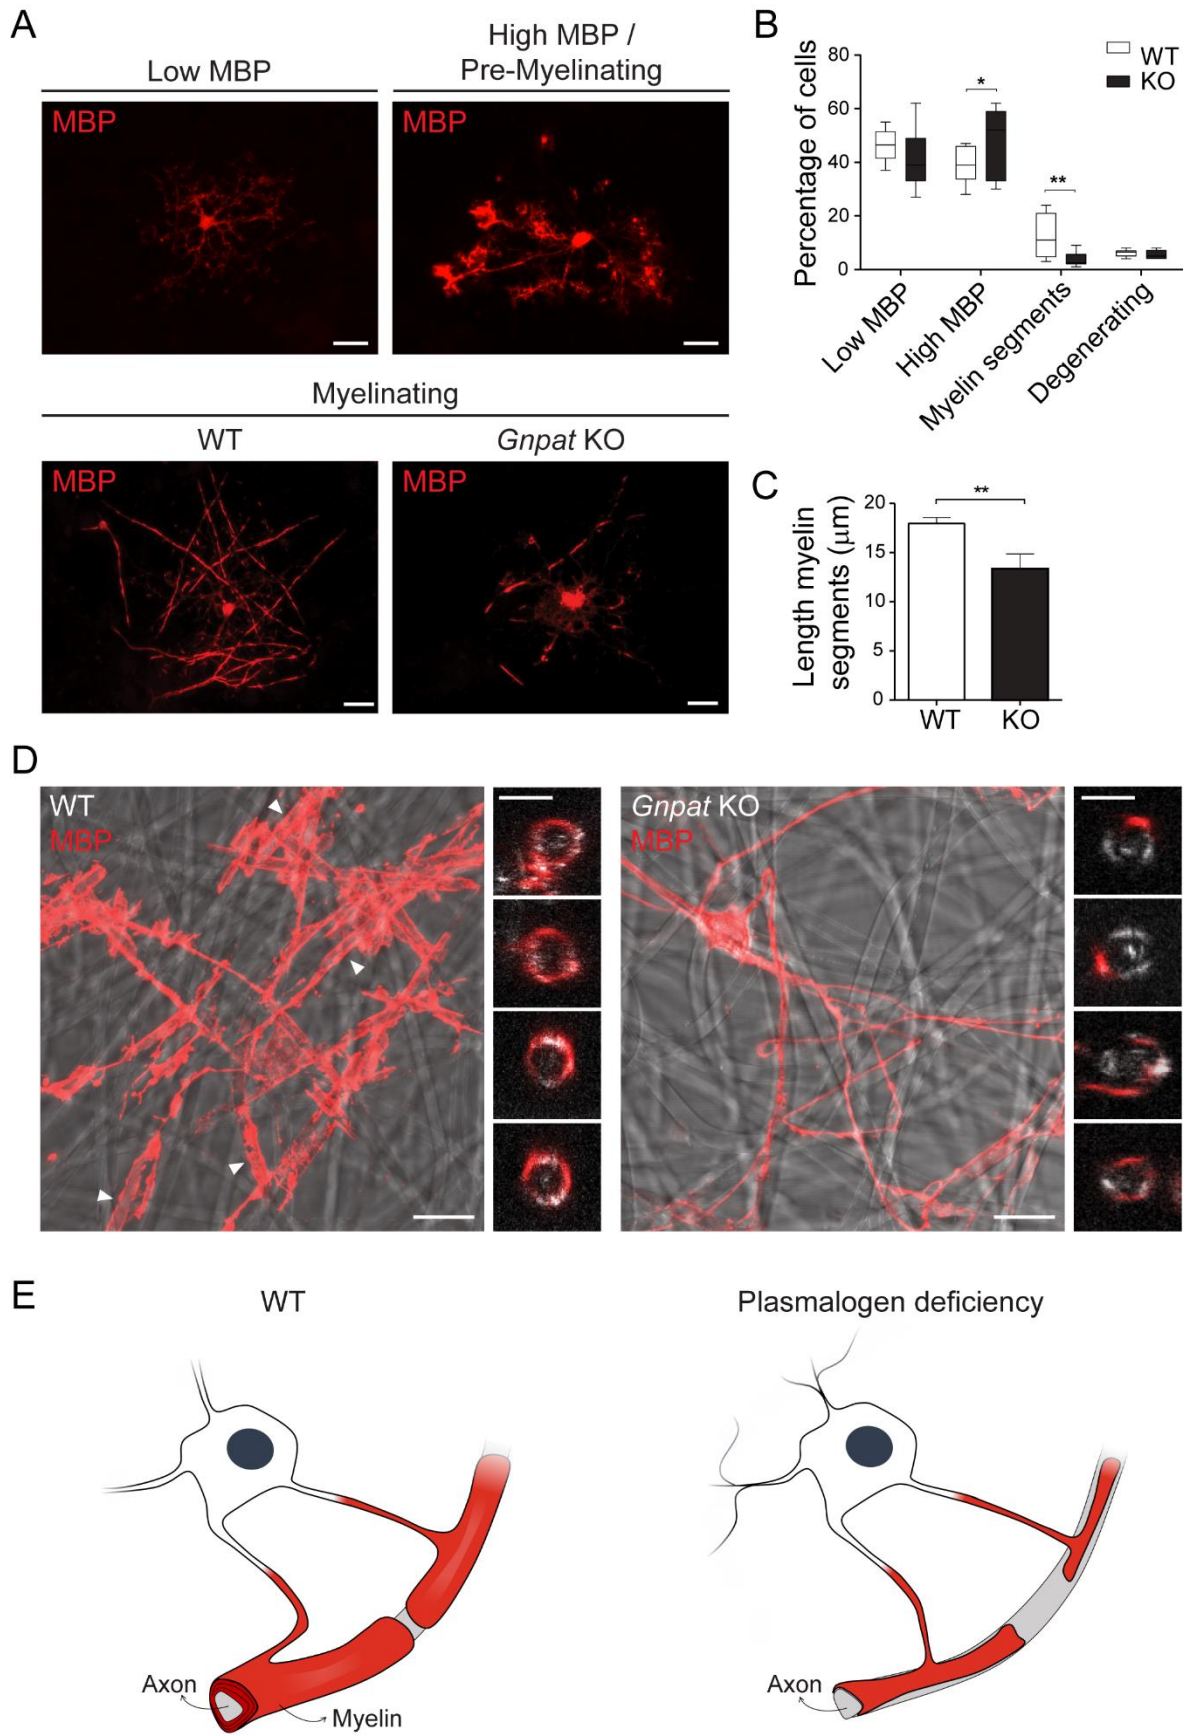 A
Low MBP
High MBP /
Pre-Myelinating
MBP
MBP
Myelinating
WT
Gnpat KO
MBP
MBP
B
Percentage of cells
80
60
40
20
0
*
**
WT
KO
Low MBP
High MBP
Myelin segments
Degenerating
C
Length myelin
segments (μm)
20
15
10
5
0
**
WT
KO
D
WT
MBP
Gnpat KO
MBP
E
WT
Plasmalogen deficiency
Axon
Myelin
Axon